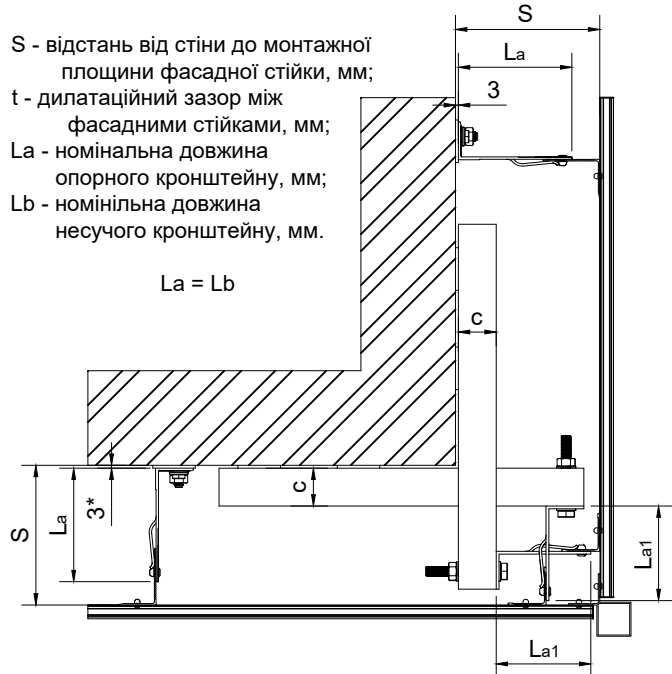 S - відстань від стіни до монтажної
площини фасадної стійки, мм;
t - дилатаційний зазор між
фасадними стійками, мм;
La - номінальна довжина
опорного кронштейну, мм;
Lb - номінільна довжина
несучого кронштейну, мм.
La = Lb
S
La
3
c
c
S
La
3*
La1
La1